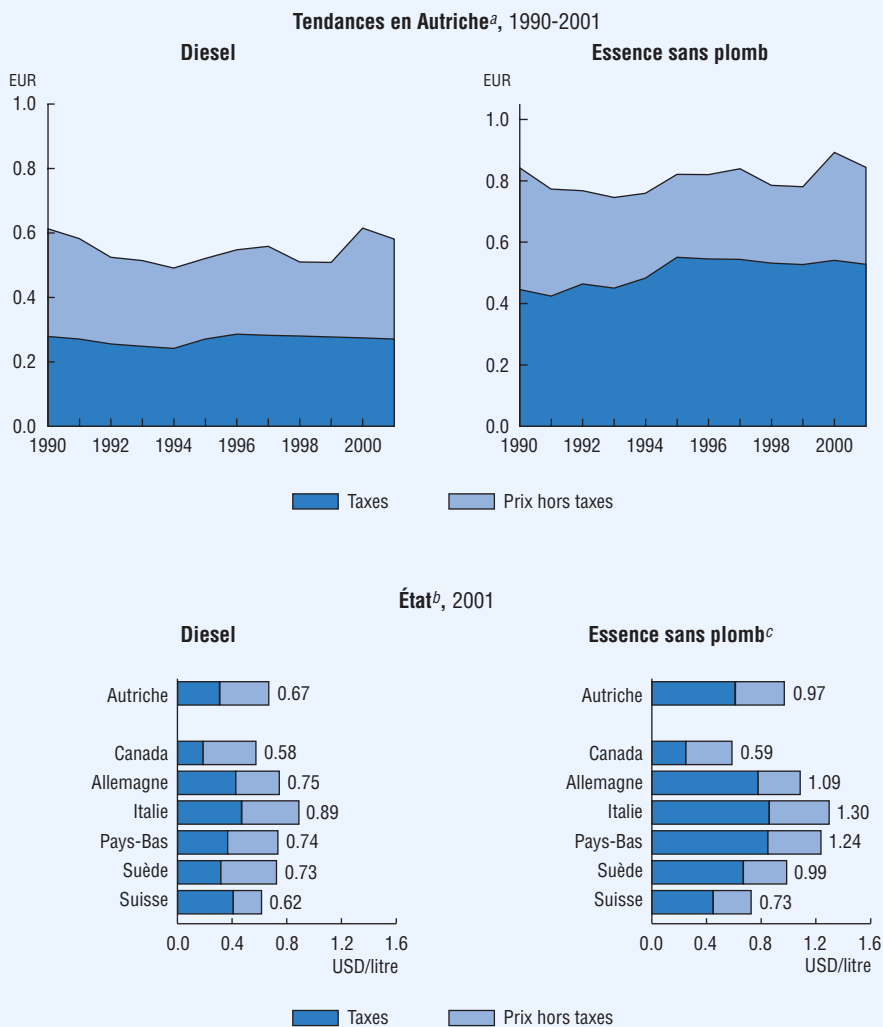 Tendances en Autriche a, 1990-2001
Diesel
EUR
1.0
0.8
0.6
0.4
0.2
0.0
1990 1992 1994 1996 1998 2000
Essence sans plomb
1.0
0.8
0.6
0.4
0.2
0.0
1990 1992 1994 1996 1998 2000
Taxes Prix hors taxes
État b, 2001
Diesel
Autriche 0.67
Canada 0.58
Allemagne 0.75
Italie 0.89
Pays-Bas 0.74
Suède 0.73
Suisse 0.62
0.0 0.4 0.8 1.2 1.6
USD/litre
Essence sans plomb c
Autriche 0.97
Canada 0.59
Allemagne 1.09
Italie 1.30
Pays-Bas 1.24
Suède 0.99
Suisse 0.73
0.0 0.4 0.8 1.2 1.6
USD/litre
Taxes Prix hors taxes